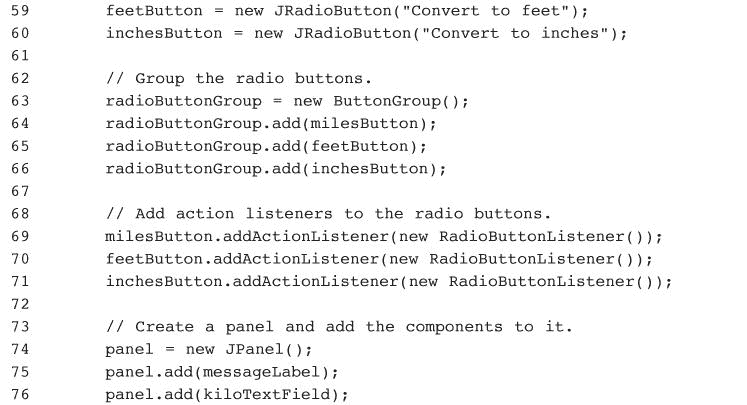 59 feetButton = new JRadioButton("Convert to feet");
60 inchesButton = new JRadioButton("Convert to inches");
61
62 // Group the radio buttons.
63 radioButtonGroup = new ButtonGroup();
64 radioButtonGroup.add(milesButton);
65 radioButtonGroup.add(feetButton);
66 radioButtonGroup.add(inchesButton);
67
68 // Add action listeners to the radio buttons.
69 milesButton.addActionListener(new RadioButtonListener());
70 feetButton.addActionListener(new RadioButtonListener());
71 inchesButton.addActionListener(new RadioButtonListener());
72
73 // Create a panel and add the components to it.
74 panel = new JPanel();
75 panel.add(messageLabel);
76 panel.add(kiloTextField);